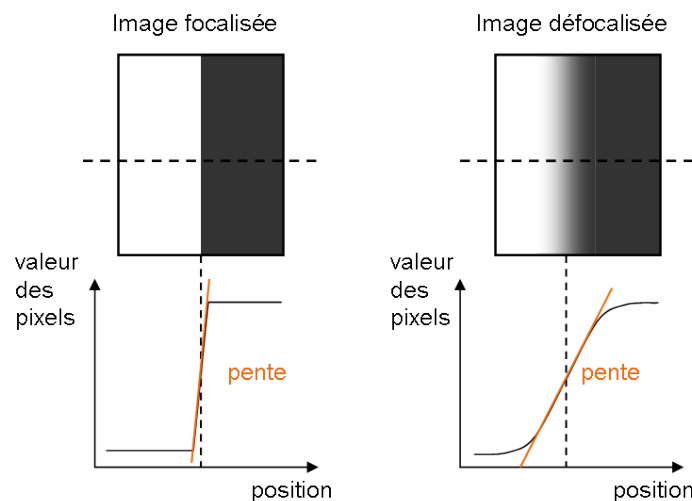 Image focalisée
valeur
des
pixels
pente
position
Image défocalisée
valeur
des
pixels
pente
position